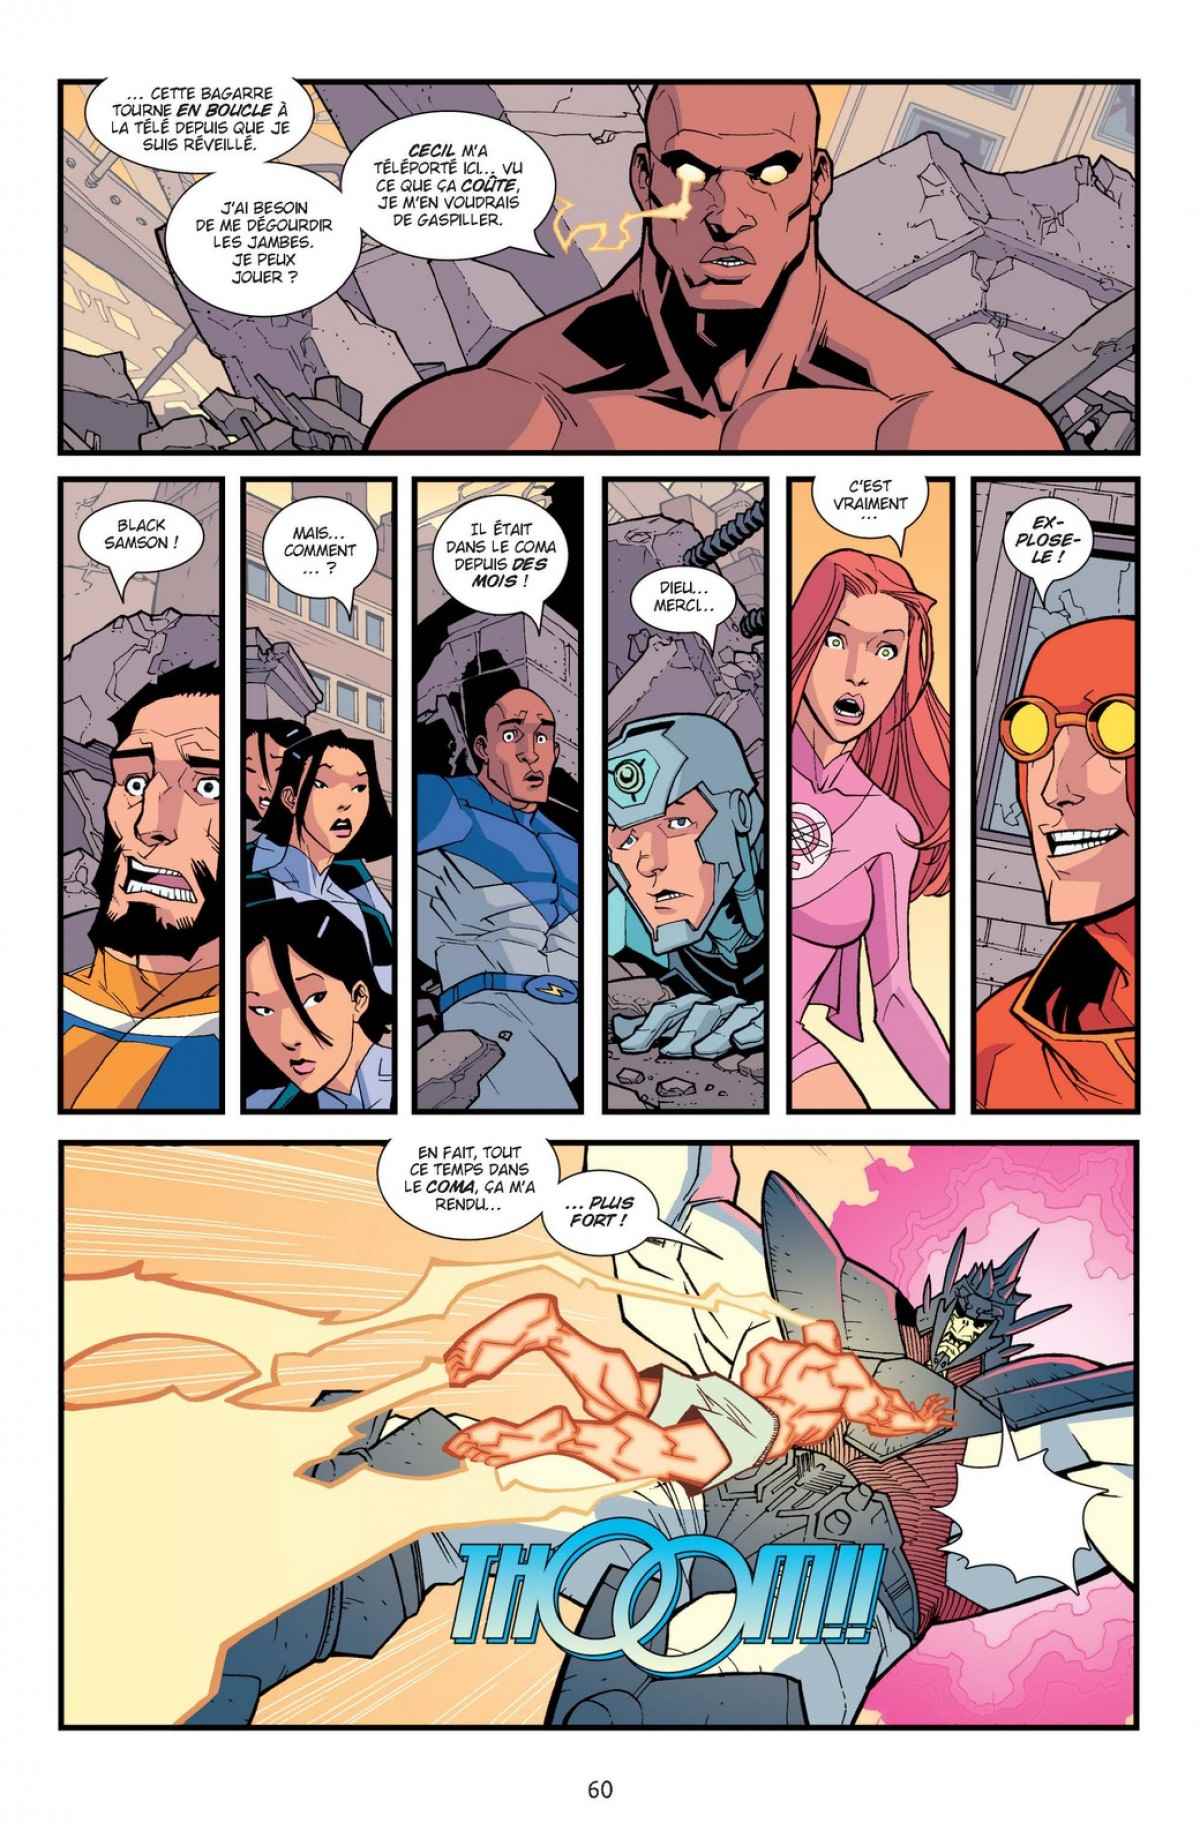 ... CETTE BAGARRE
TOURNE EN BOUCLE À
LA TÉLÉ DEPUIS QUE JE
SUIS RÉVEILLÉ.
J'AI BESOIN
DE ME DÉGOURDIR
LES JAMBES.
JE PEUX
JOUER ?
CECIL M'A
TÉLÉPORTÉ ICI... VU
CE QUE ÇA COÛTE,
JE M'EN VOUDRAIS
DE GASPILLER.
BLACK
SAMSON !
MAIS...
COMMENT
... ?
IL ÉTAIT
DANS LE COMA
DEPUIS DES
MOIS !
DIEU...
MERCI...
C'EST
VRAIMENT
...
EX-
PLOSE-
LE !
EN FAIT, TOUT
CE TEMPS DANS
LE COMA, ÇA M'A
RENDU...
... PLUS
FORT !
THOOM!!
60